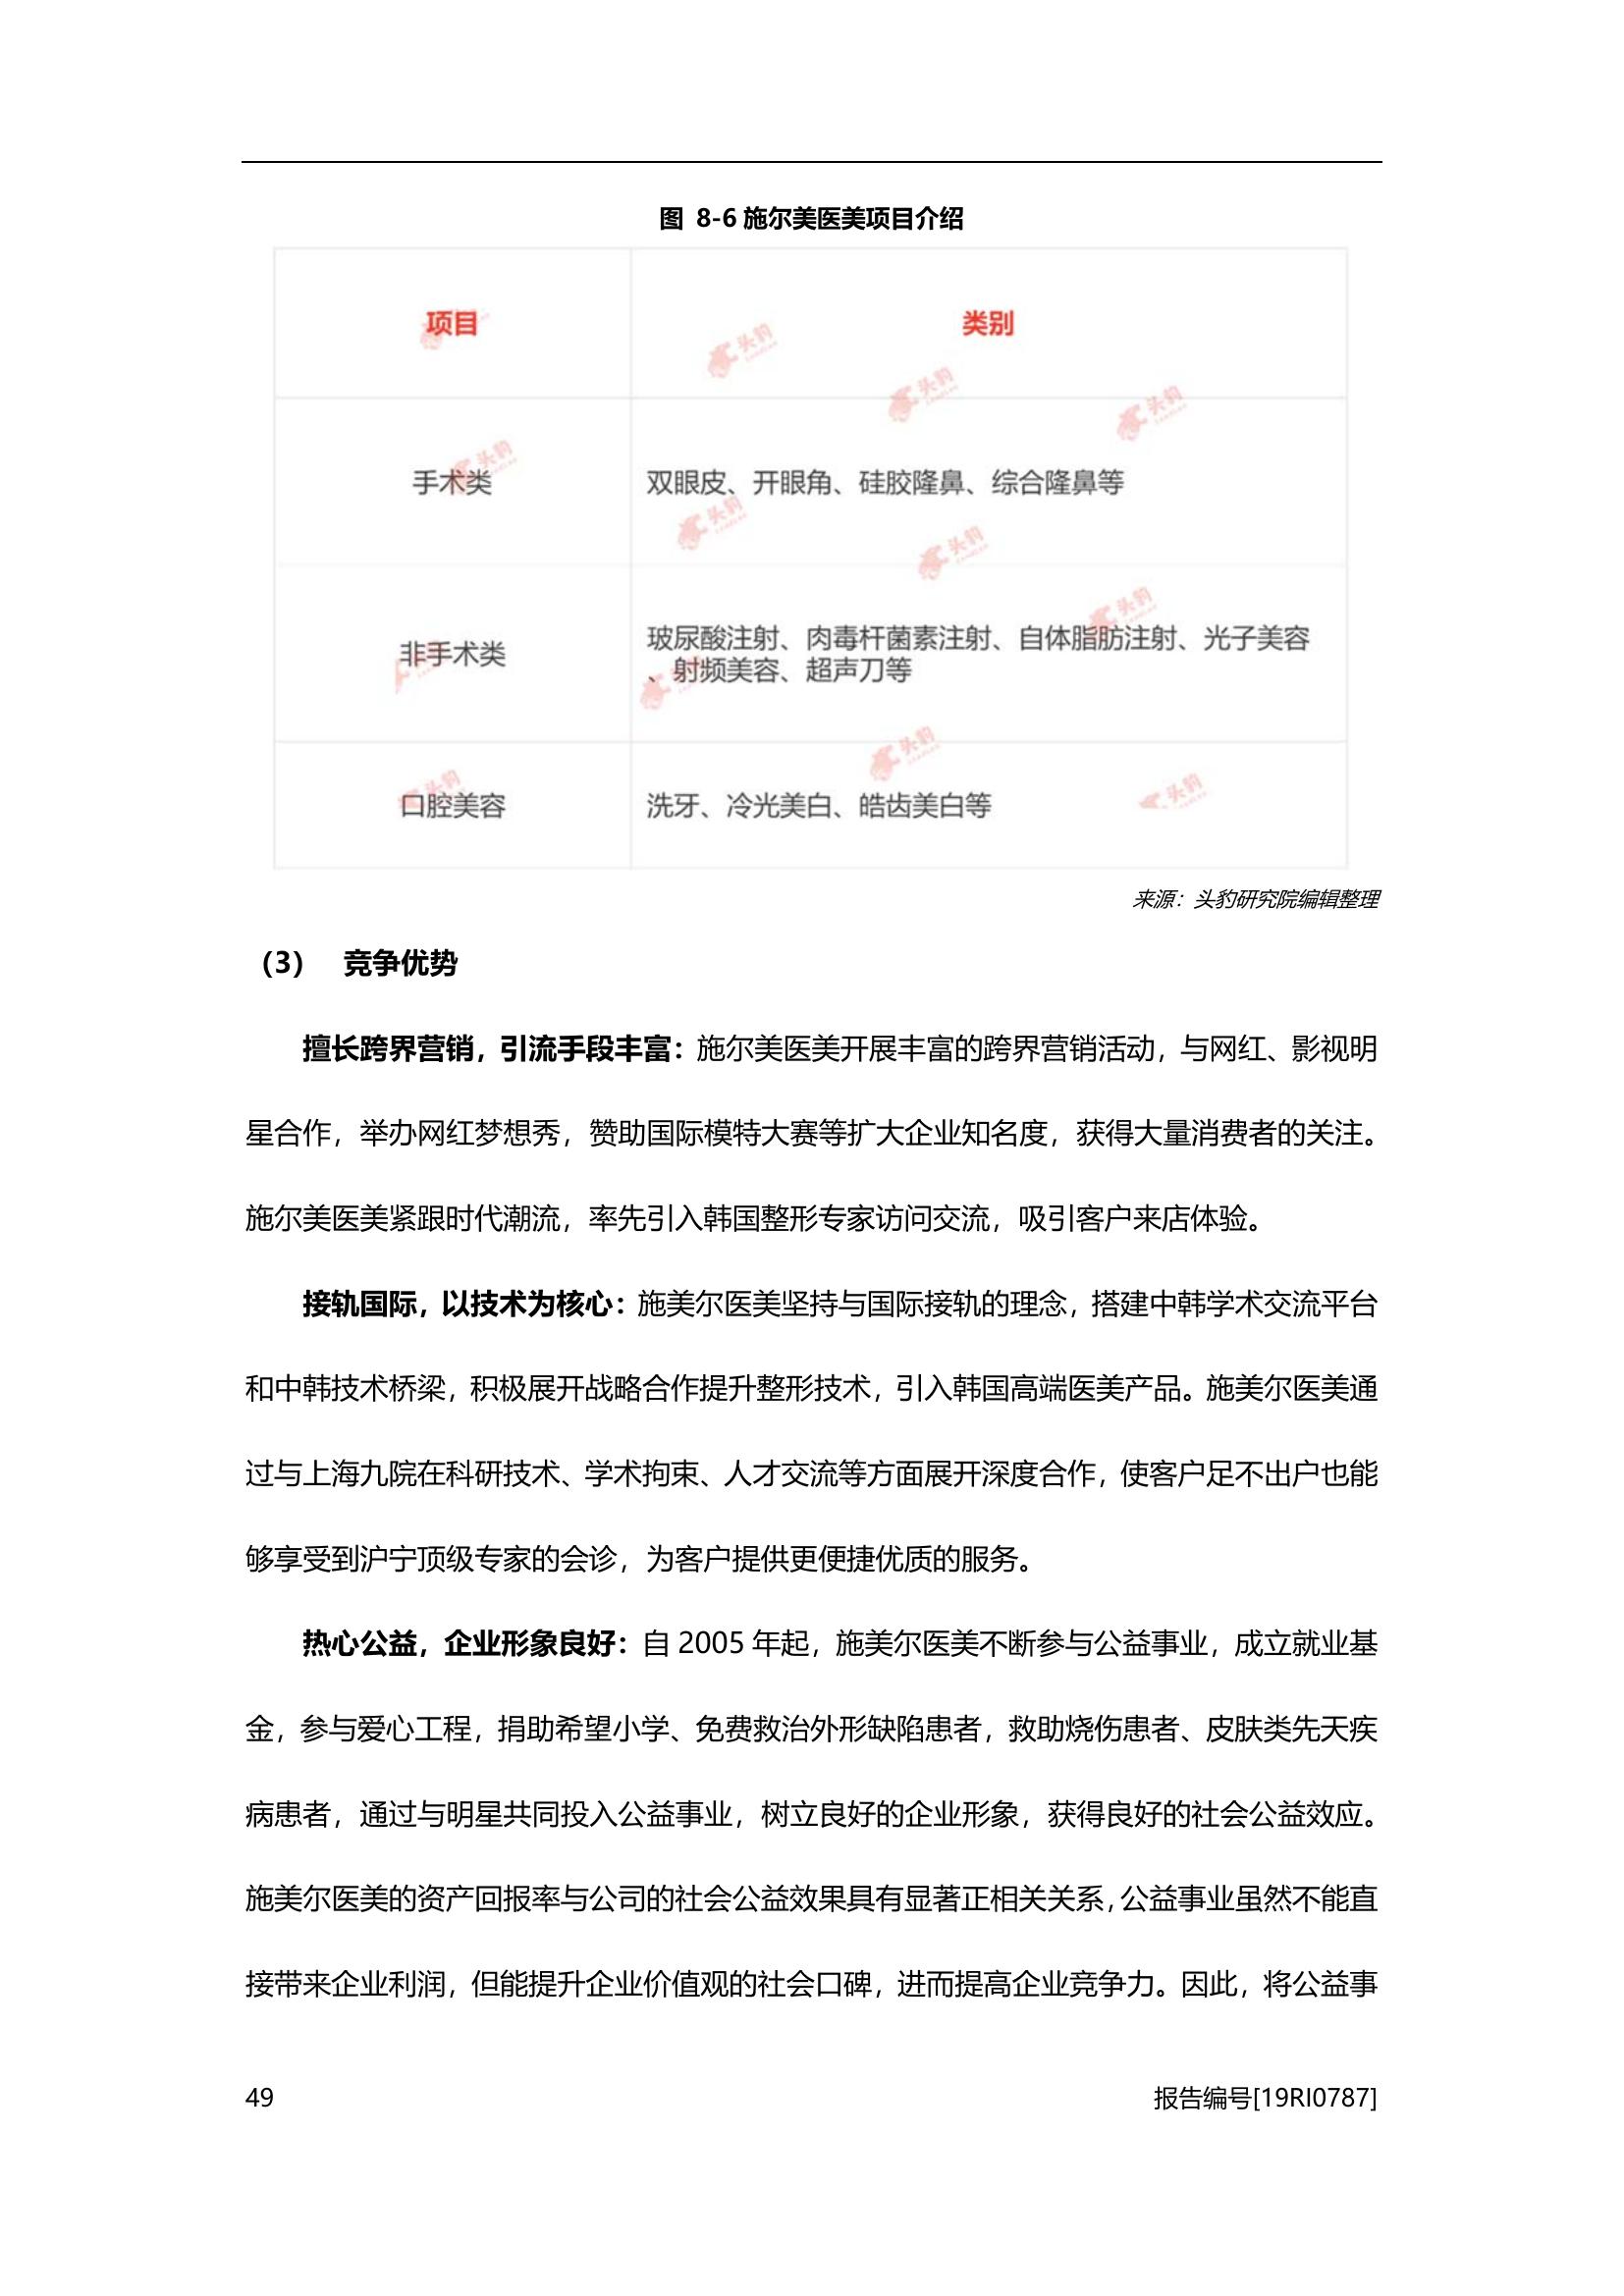 图 8-6 施尔美医美项目介绍
项目 类别
手术类 双眼皮、开眼角、硅胶隆鼻、综合隆鼻等
非手术类 玻尿酸注射、肉毒杆菌素注射、自体脂肪注射、光子美容
、射频美容、超声刀等
口腔美容 洗牙、冷光美白、皓齿美白等
来源：头豹研究院编辑整理
（3） 竞争优势
擅长跨界营销，引流手段丰富：施尔美医美开展丰富的跨界营销活动，与网红、影视明
星合作，举办网红梦想秀，赞助国际模特大赛等扩大企业知名度，获得大量消费者的关注。
施尔美医美紧跟时代潮流，率先引入韩国整形专家访问交流，吸引客户来店体验。
接轨国际，以技术为核心：施美尔医美坚持与国际接轨的理念，搭建中韩学术交流平台
和中韩技术桥梁，积极展开战略合作提升整形技术，引入韩国高端医美产品。施美尔医美通
过与上海九院在科研技术、学术拘束、人才交流等方面展开深度合作，使客户足不出户也能
够享受到沪宁顶级专家的会诊，为客户提供更便捷优质的服务。
热心公益，企业形象良好：自 2005 年起，施美尔医美不断参与公益事业，成立就业基
金，参与爱心工程，捐助希望小学、免费救治外形缺陷患者，救助烧伤患者、皮肤类先天疾
病患者，通过与明星共同投入公益事业，树立良好的企业形象，获得良好的社会公益效应。
施美尔医美的资产回报率与公司的社会公益效果具有显著正相关关系，公益事业虽然不能直
接带来企业利润，但能提升企业价值观的社会口碑，进而提高企业竞争力。因此，将公益事
49 报告编号[19RI0787]